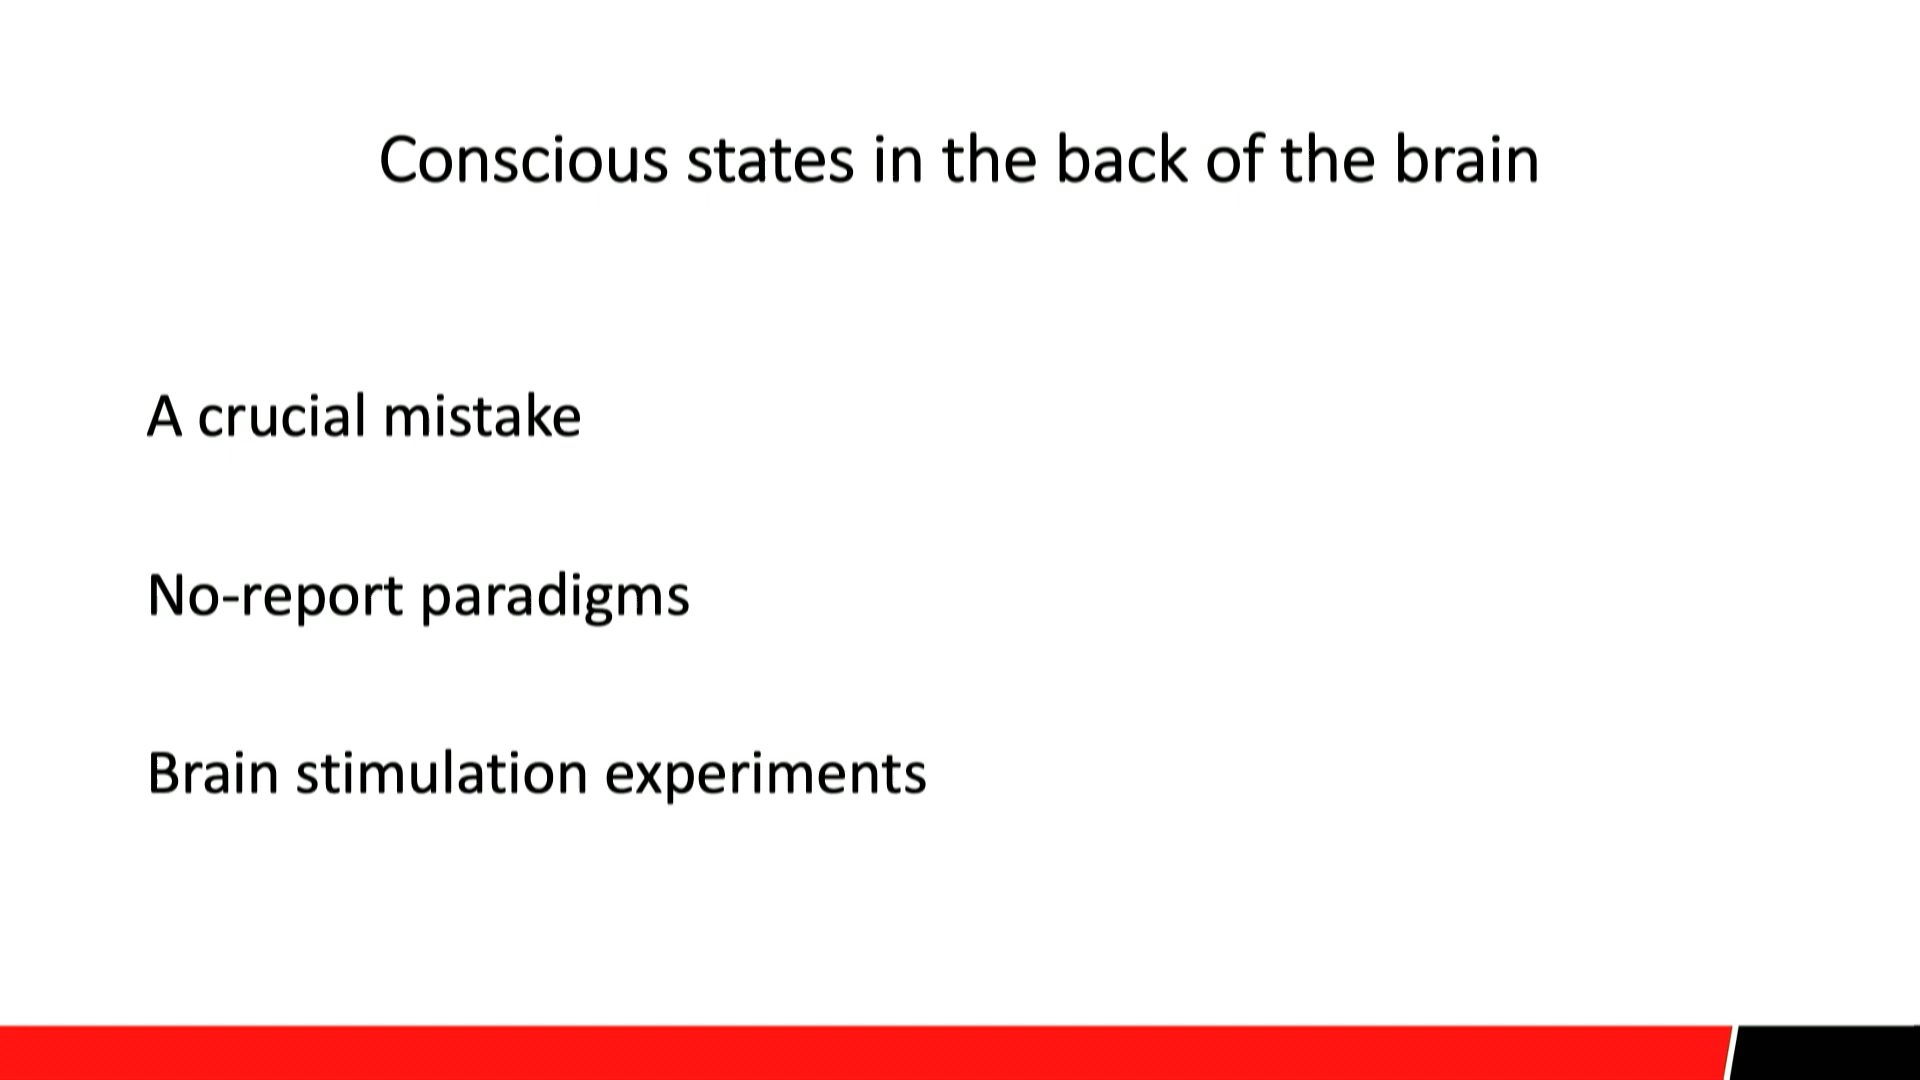 Conscious states in the back of the brain
A crucial mistake
No-report paradigms
Brain stimulation experiments